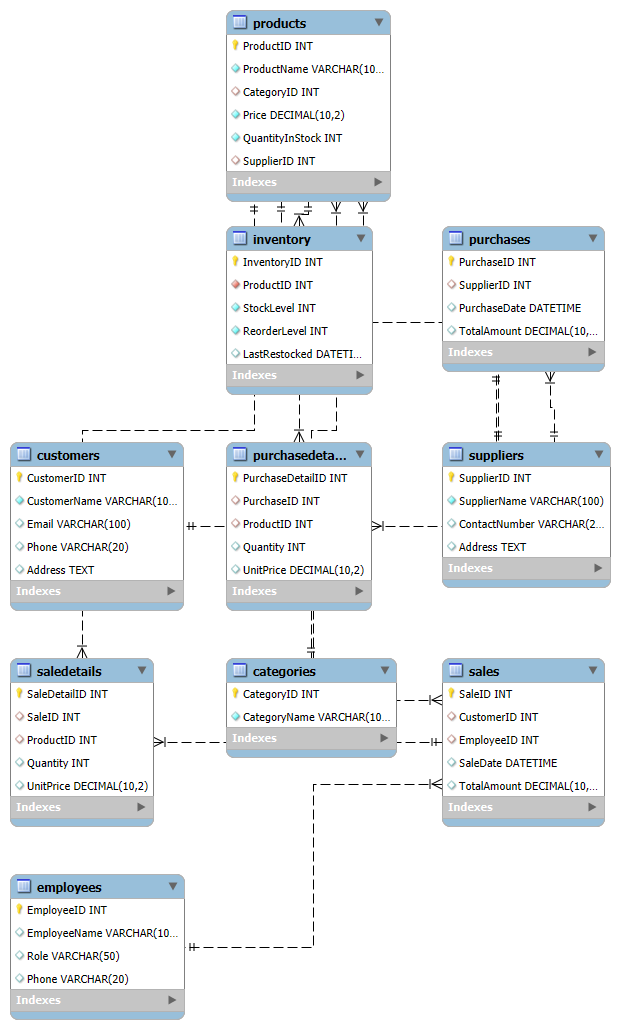 products
ProductID INT
ProductName VARCHAR(10...
CategoryID INT
Price DECIMAL(10,2)
QuantityInStock INT
SupplierID INT
Indexes
inventory
InventoryID INT
ProductID INT
StockLevel INT
ReorderLevel INT
LastRestocked DATETI...
Indexes
purchases
PurchaseID INT
SupplierID INT
PurchaseDate DATETIME
TotalAmount DECIMAL(10,...
Indexes
customers
CustomerID INT
CustomerName VARCHAR(10...
Email VARCHAR(100)
Phone VARCHAR(20)
Address TEXT
Indexes
purchasedeta...
PurchaseDetailID INT
PurchaseID INT
ProductID INT
Quantity INT
UnitPrice DECIMAL(10,2)
Indexes
suppliers
SupplierID INT
SupplierName VARCHAR(100)
ContactNumber VARCHAR(2...
Address TEXT
Indexes
saledetails
SaleDetailID INT
SaleID INT
ProductID INT
Quantity INT
UnitPrice DECIMAL(10,2)
Indexes
categories
CategoryID INT
CategoryName VARCHAR(10...
Indexes
sales
SaleID INT
CustomerID INT
EmployeeID INT
SaleDate DATETIME
TotalAmount DECIMAL(10,...
Indexes
employees
EmployeeID INT
EmployeeName VARCHAR(10...
Role VARCHAR(50)
Phone VARCHAR(20)
Indexes